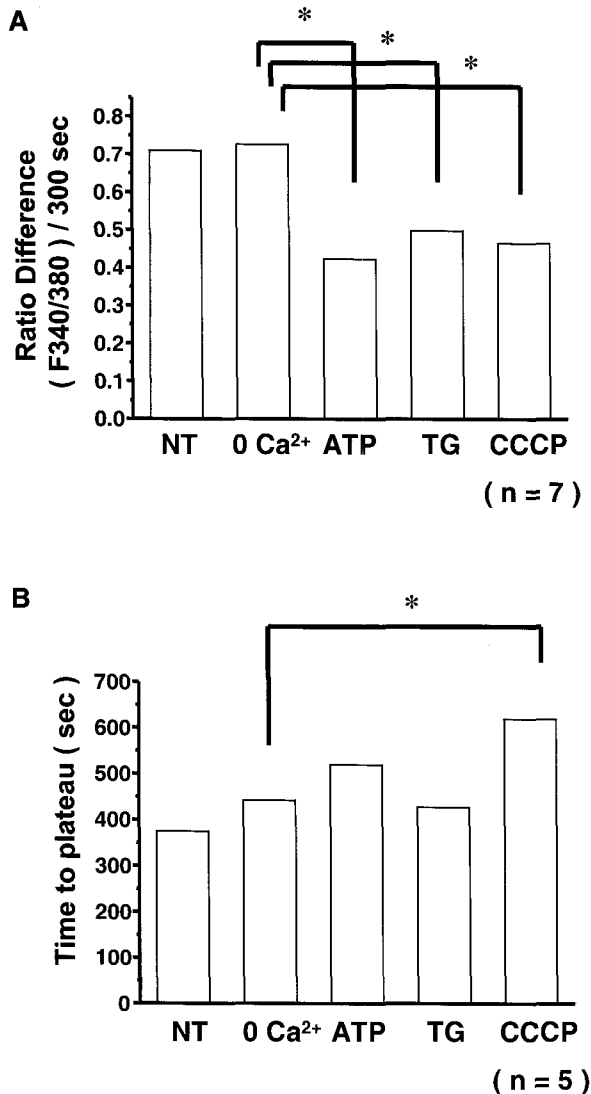 A
*
*
*
Ratio Difference
( F340/380 ) / 300 sec
0.8
0.7
0.6
0.5
0.4
0.3
0.2
0.1
0.0
NT 0 Ca²⁺ ATP TG CCCP
( n = 7 )
B
*
Time to plateau ( sec )
700
600
500
400
300
200
100
0
NT 0 Ca²⁺ ATP TG CCCP
( n = 5 )